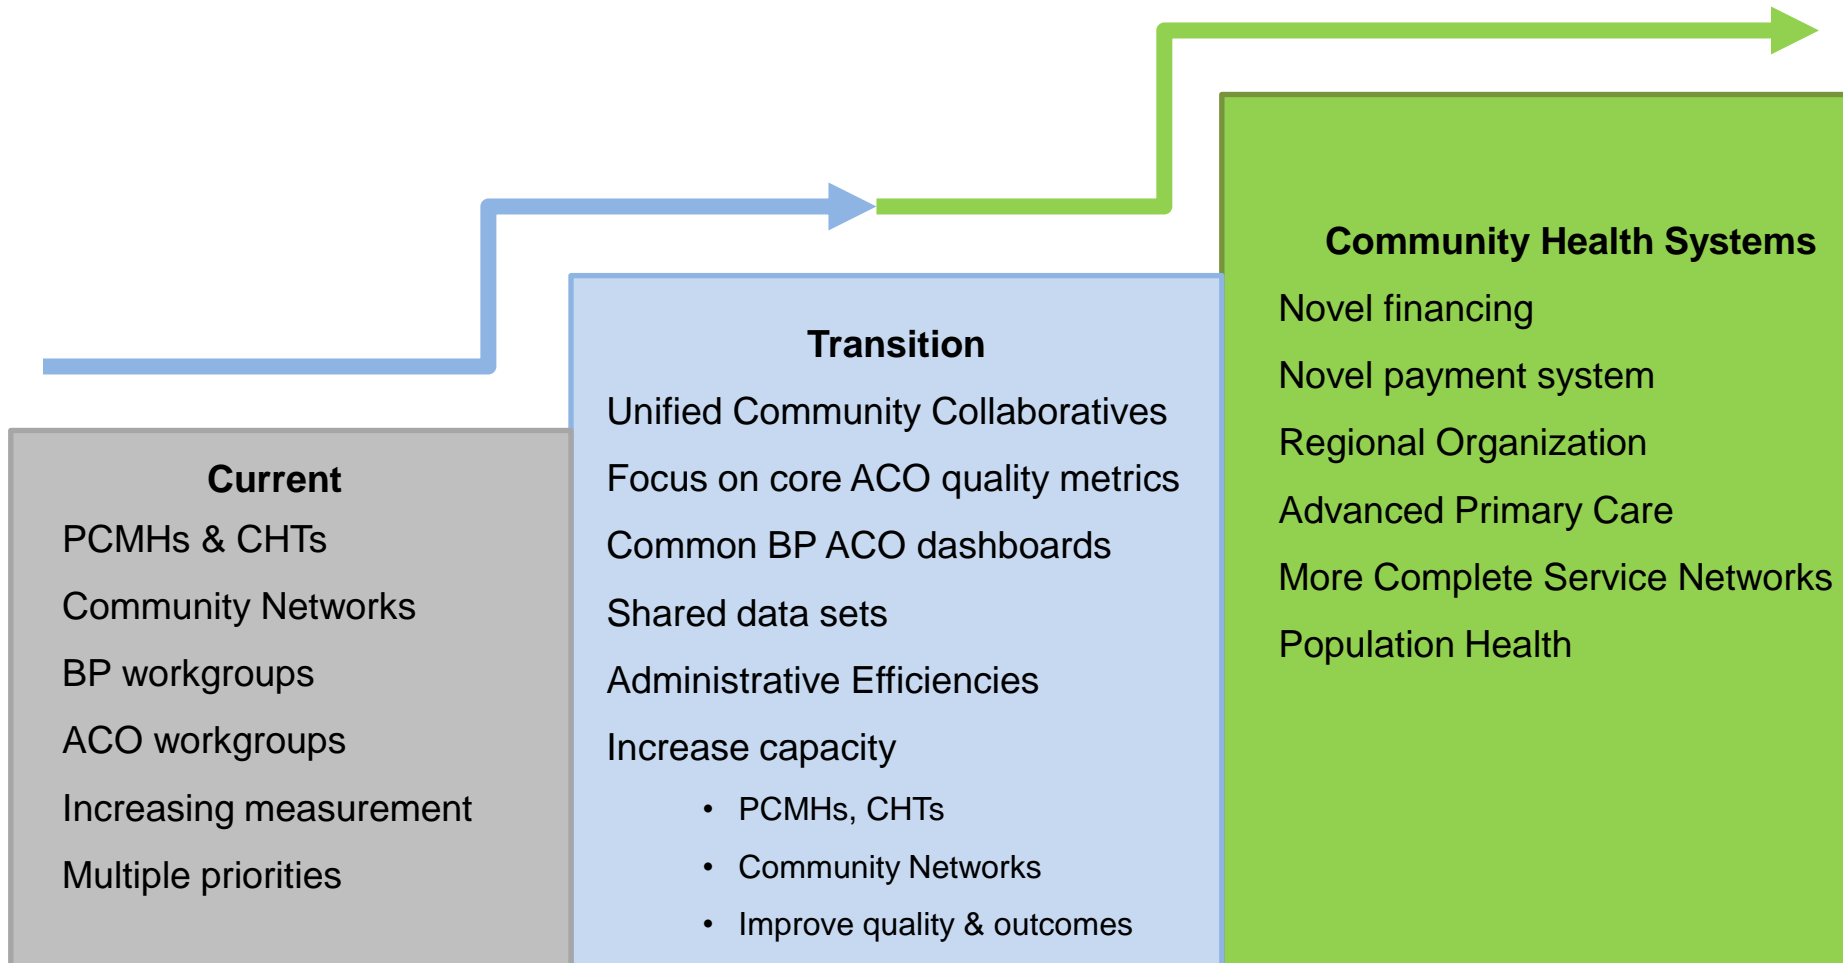 Current
PCMHs & CHTs
Community Networks
BP workgroups
ACO workgroups
Increasing measurement
Multiple priorities
Transition
Unified Community Collaboratives
Focus on core ACO quality metrics
Common BP ACO dashboards
Shared data sets
Administrative Efficiencies
Increase capacity
• PCMHs, CHTs
• Community Networks
• Improve quality & outcomes
Community Health Systems
Novel financing
Novel payment system
Regional Organization
Advanced Primary Care
More Complete Service Networks
Population Health